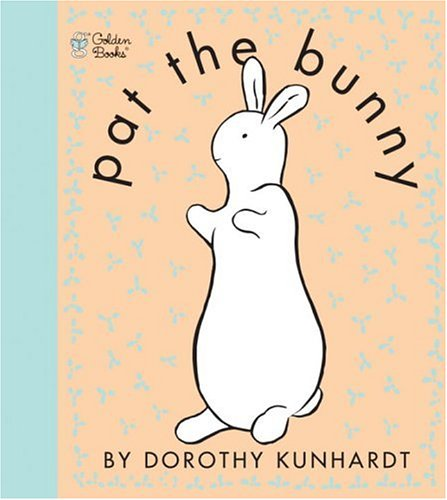 Golden
Books®
pat the bunny
BY DOROTHY KUNHARDT